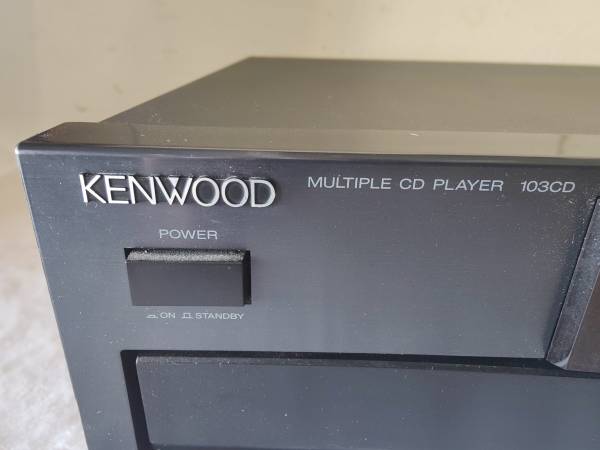 KENWOOD MULTIPLE CD PLAYER 103CD
POWER
ON STANDBY